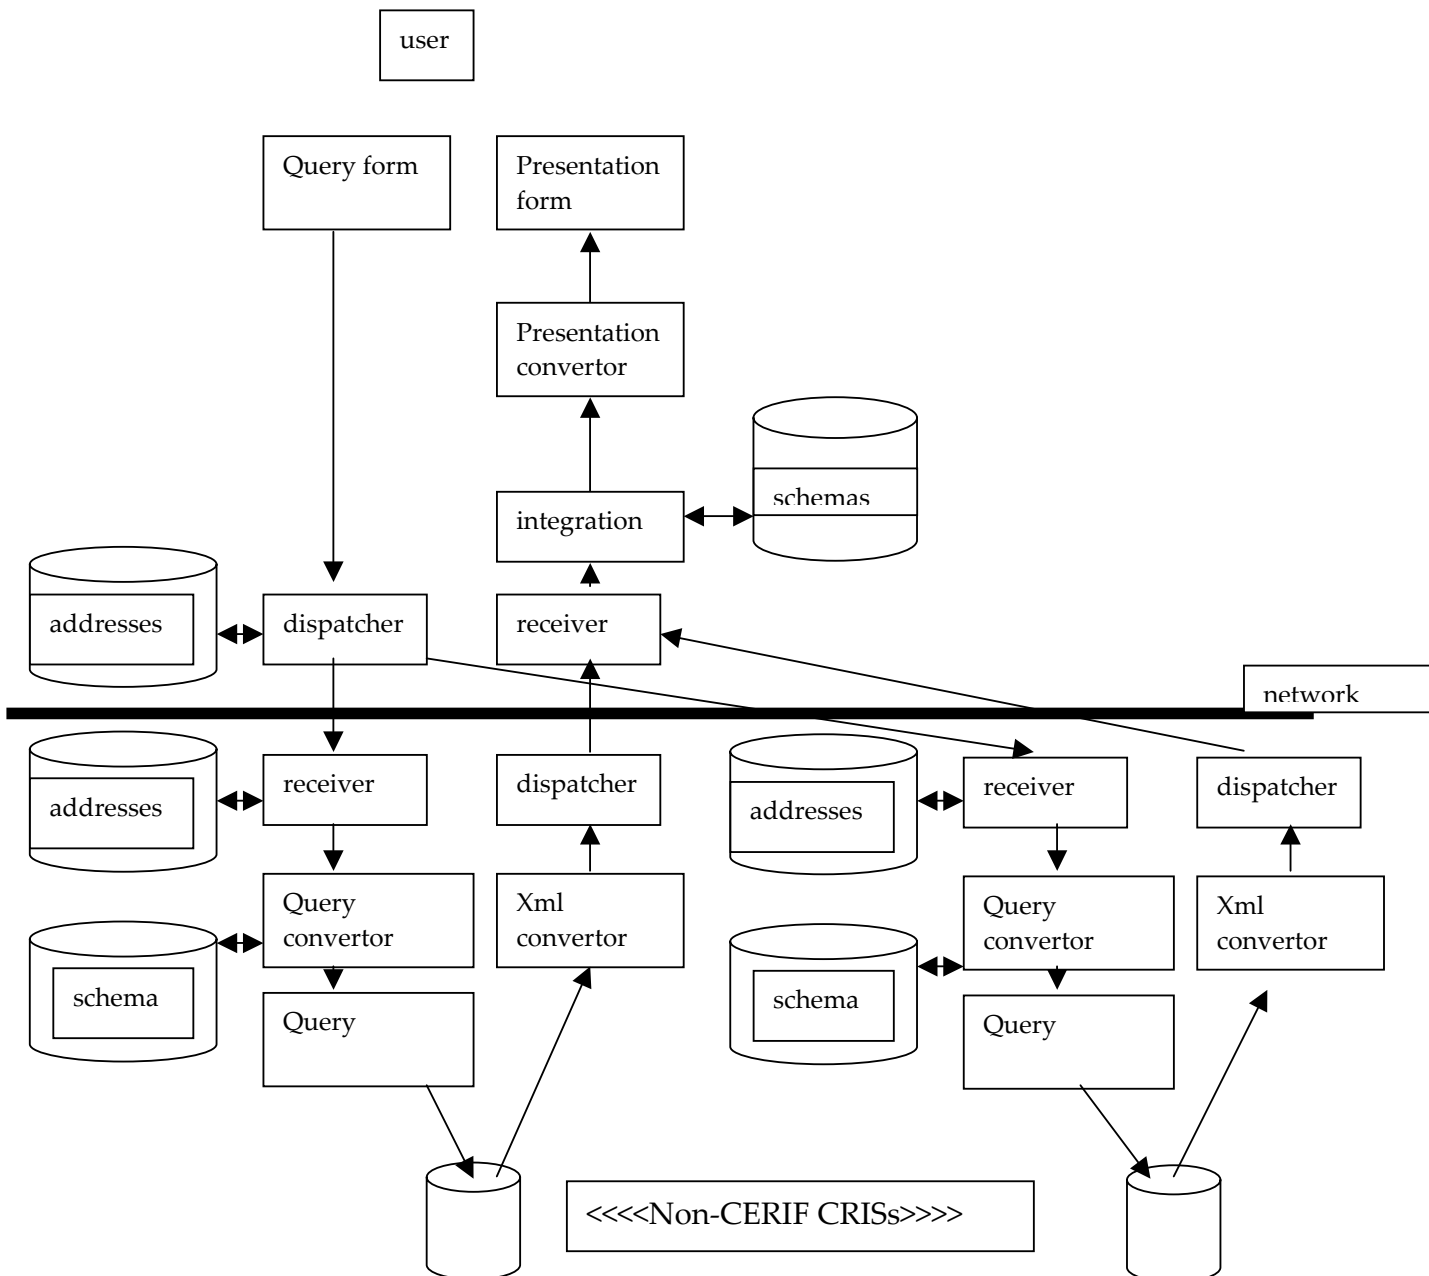 user
Query form
Presentation
form
Presentation
convertor
schemas
integration
addresses
dispatcher
receiver
network
addresses
receiver
dispatcher
addresses
receiver
dispatcher
Query
convertor
Xml
convertor
Query
convertor
Xml
convertor
schema
Query
schema
Query
<<<<Non-CERIF CRISs>>>>